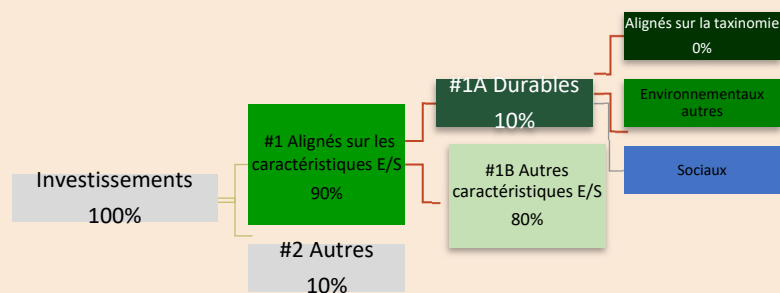 Investissements
100%
#1 Alignés sur les
caractéristiques E/S
90%
#2 Autres
10%
#1A Durables
10%
#1B Autres
caractéristiques E/S
80%
Alignés sur la taxinomie
0%
Environnementaux
autres
Sociaux